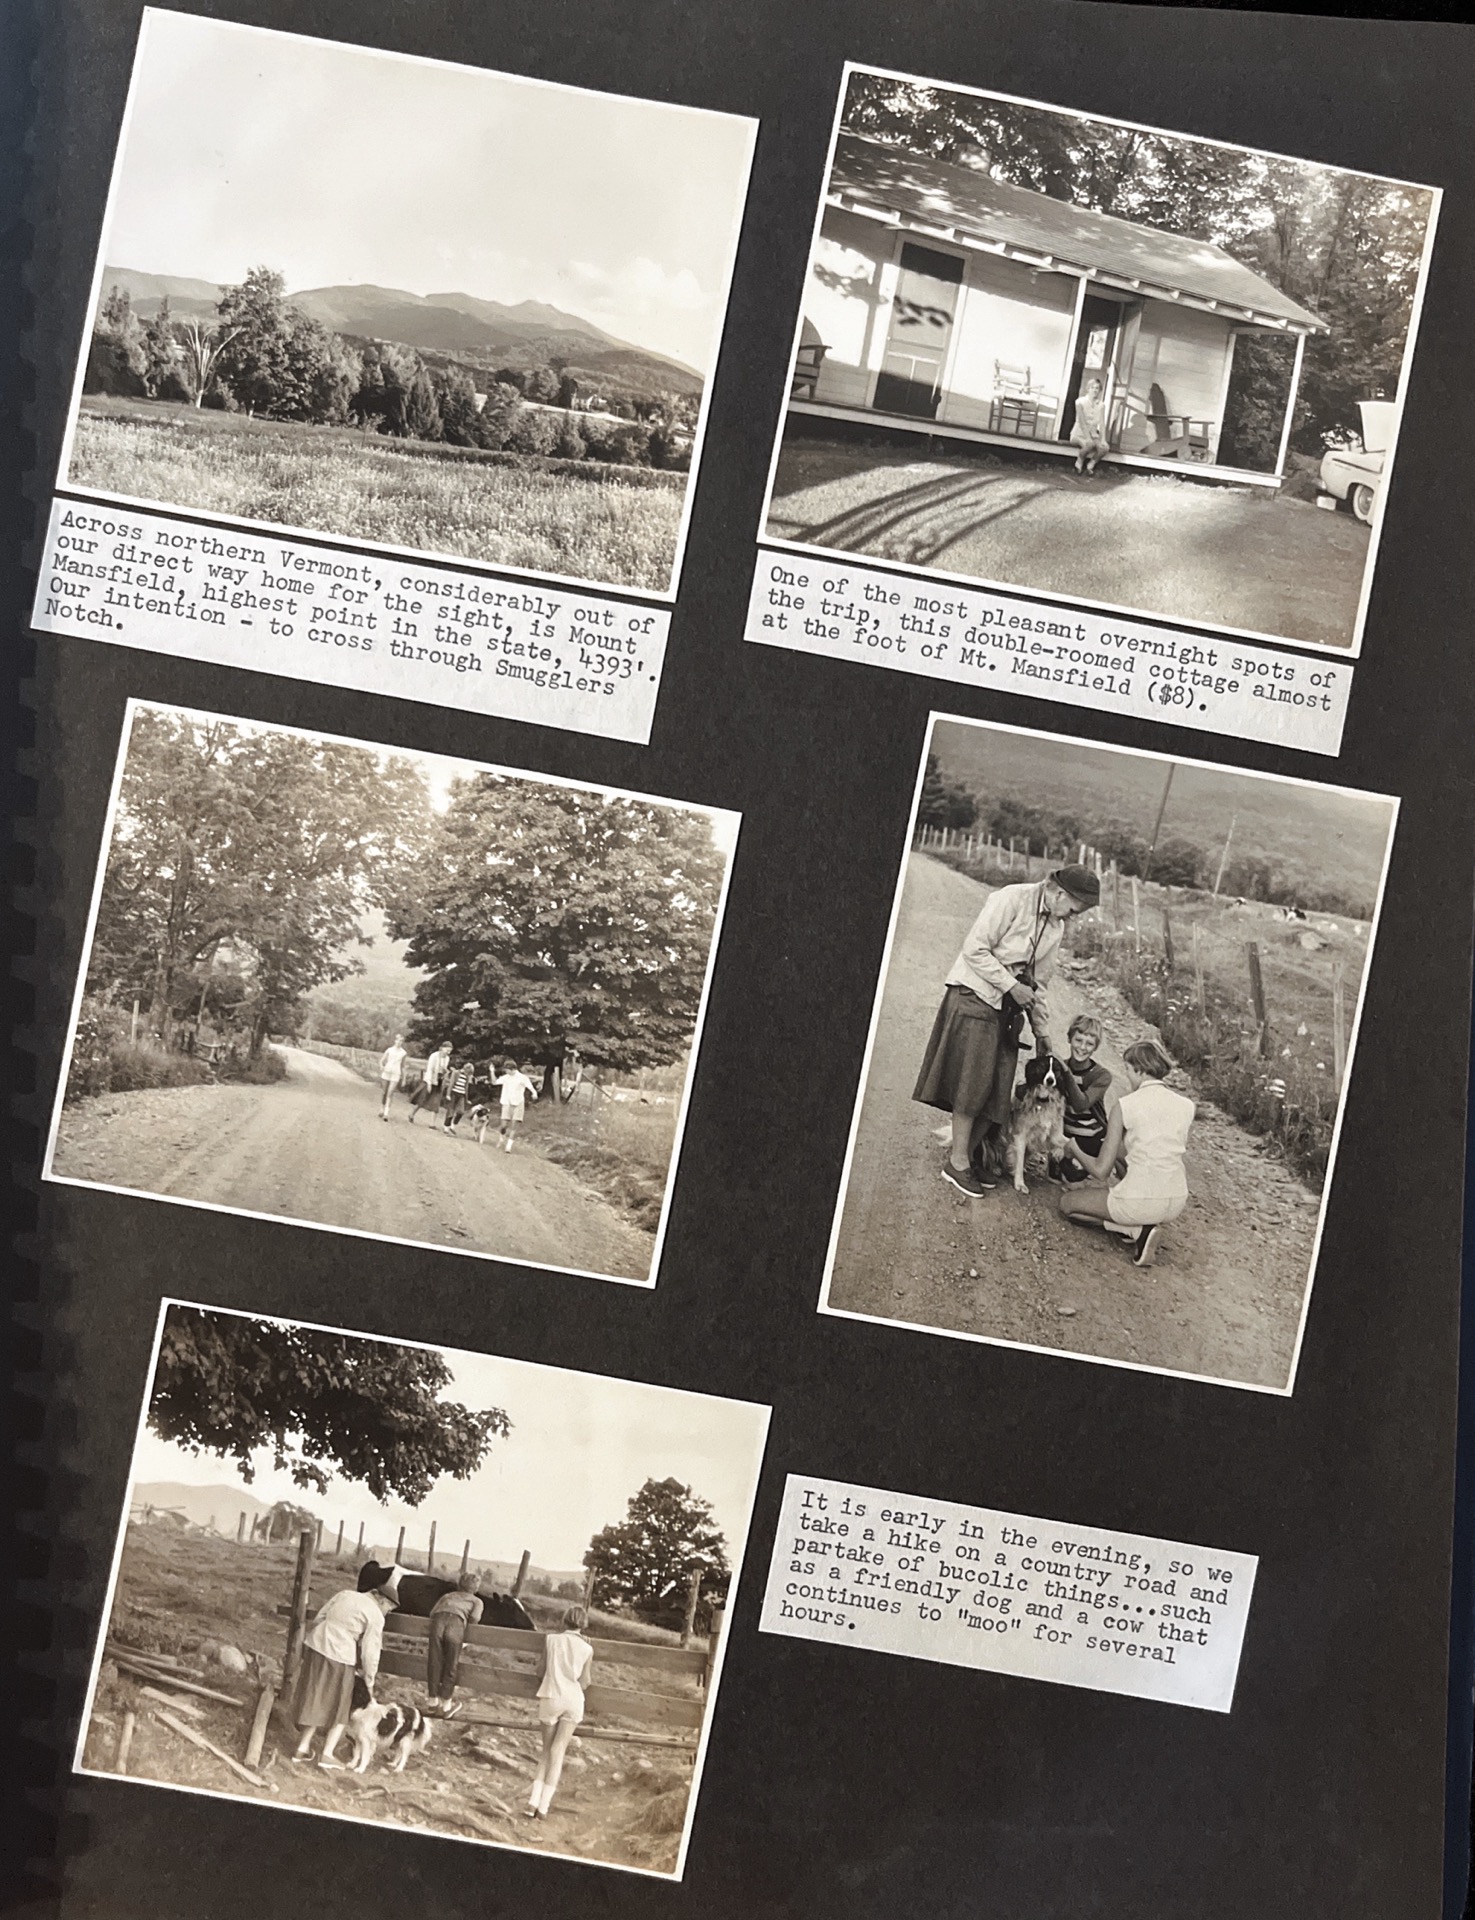 Across northern Vermont, considerably out of
our direct way home for the sight, is Mount
Mansfield, highest point in the state, 4393'.
Our intention - to cross through Smugglers
Notch.
One of the most pleasant overnight spots of
the trip, this double-roomed cottage almost
at the foot of Mt. Mansfield ($8).
It is early in the evening, so we
take a hike on a country road and
partake of bucolic things...such
as a friendly dog and a cow that
continues to "moo" for several
hours.